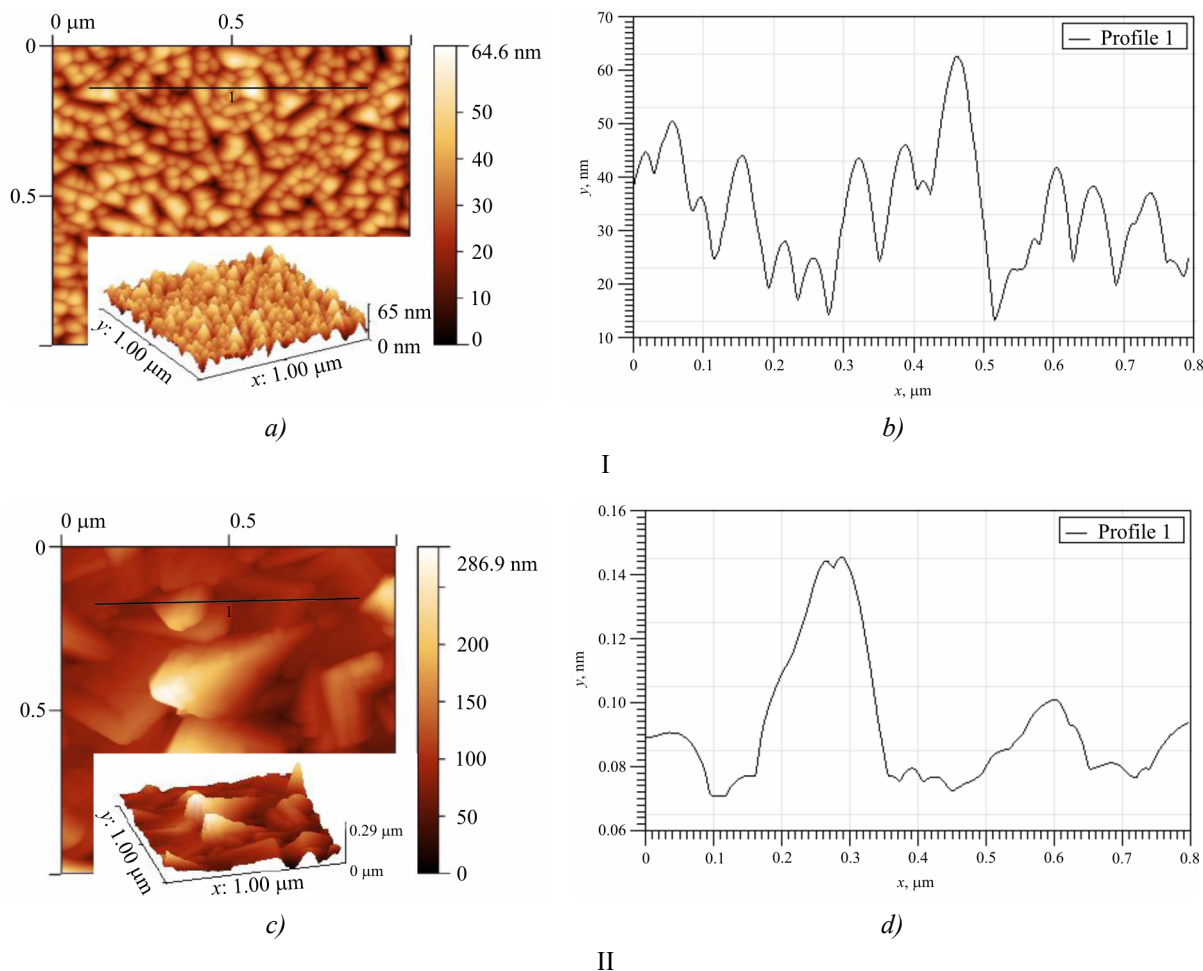 0 μm 0.5
0
0.5
64.6 nm
50
40
30
20
10
0
1
65 nm
0 nm
y: 1.00 μm
x: 1.00 μm
a)
70
60
50
40
30
20
10
y, nm
Profile 1
0 0.1 0.2 0.3 0.4 0.5 0.6 0.7 0.8
x, μm
b)
I
0 μm 0.5
0
0.5
286.9 nm
200
150
100
50
0
1
0.29 μm
0 μm
y: 1.00 μm
x: 1.00 μm
c)
0.16
0.14
0.12
0.10
0.08
0.06
y, nm
Profile 1
0 0.1 0.2 0.3 0.4 0.5 0.6 0.7 0.8
x, μm
d)
II